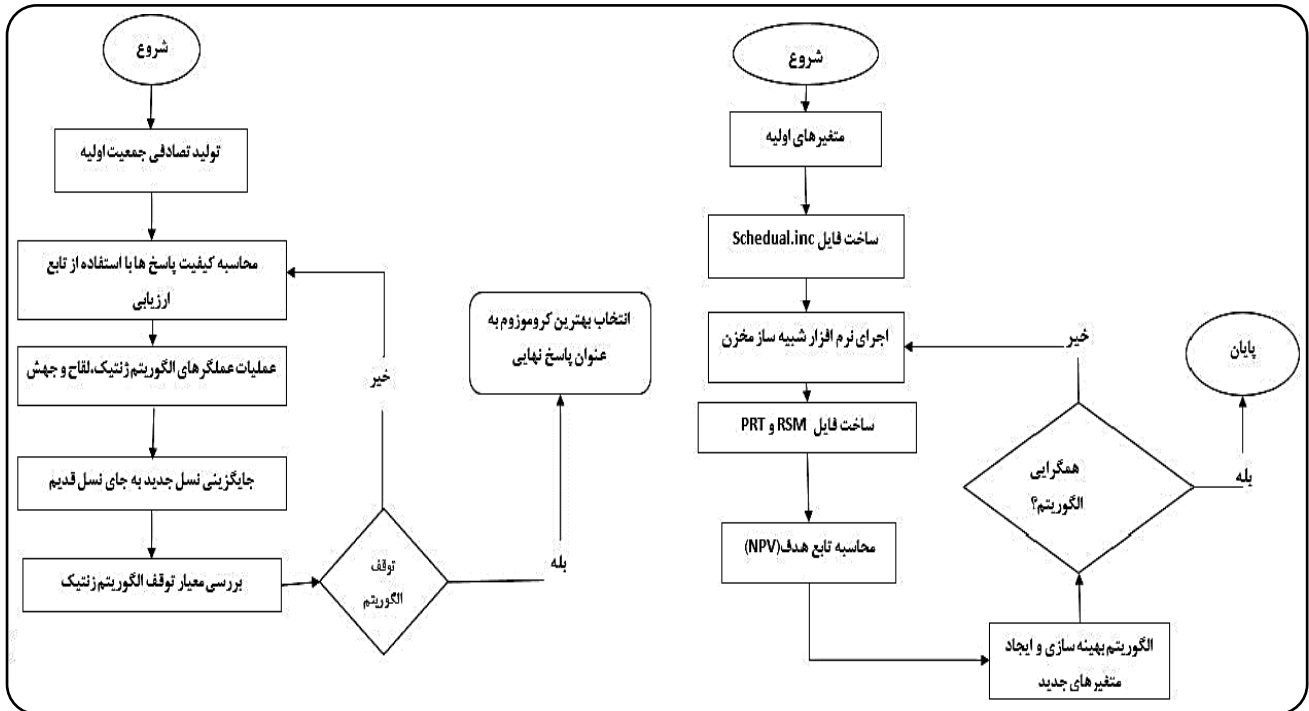 شروع
متغیرهای اولیه
ساخت فایل Schedual.inc
اجرای نرم افزار شبیه ساز مخزن
ساخت فایل RSM و PRT
محاسبه تابع هدف(NPV)
الگوریتم بهینه سازی و ایجاد
متغیرهای جدید
همگرایی
الگوریتم؟
خیر
بله
پایان
شروع
تولید تصادفی جمعیت اولیه
محاسبه کیفیت پاسخ ها با استفاده از تابع
ارزیابی
عملیات عملگرهای الگوریتم ژنتیک،لقاح و جهش
جایگزینی نسل جدید به جای نسل قدیم
بررسی معیار توقف الگوریتم ژنتیک
توقف
الگوریتم
خیر
بله
انتخاب بهترین کروموزوم به
عنوان پاسخ نهایی